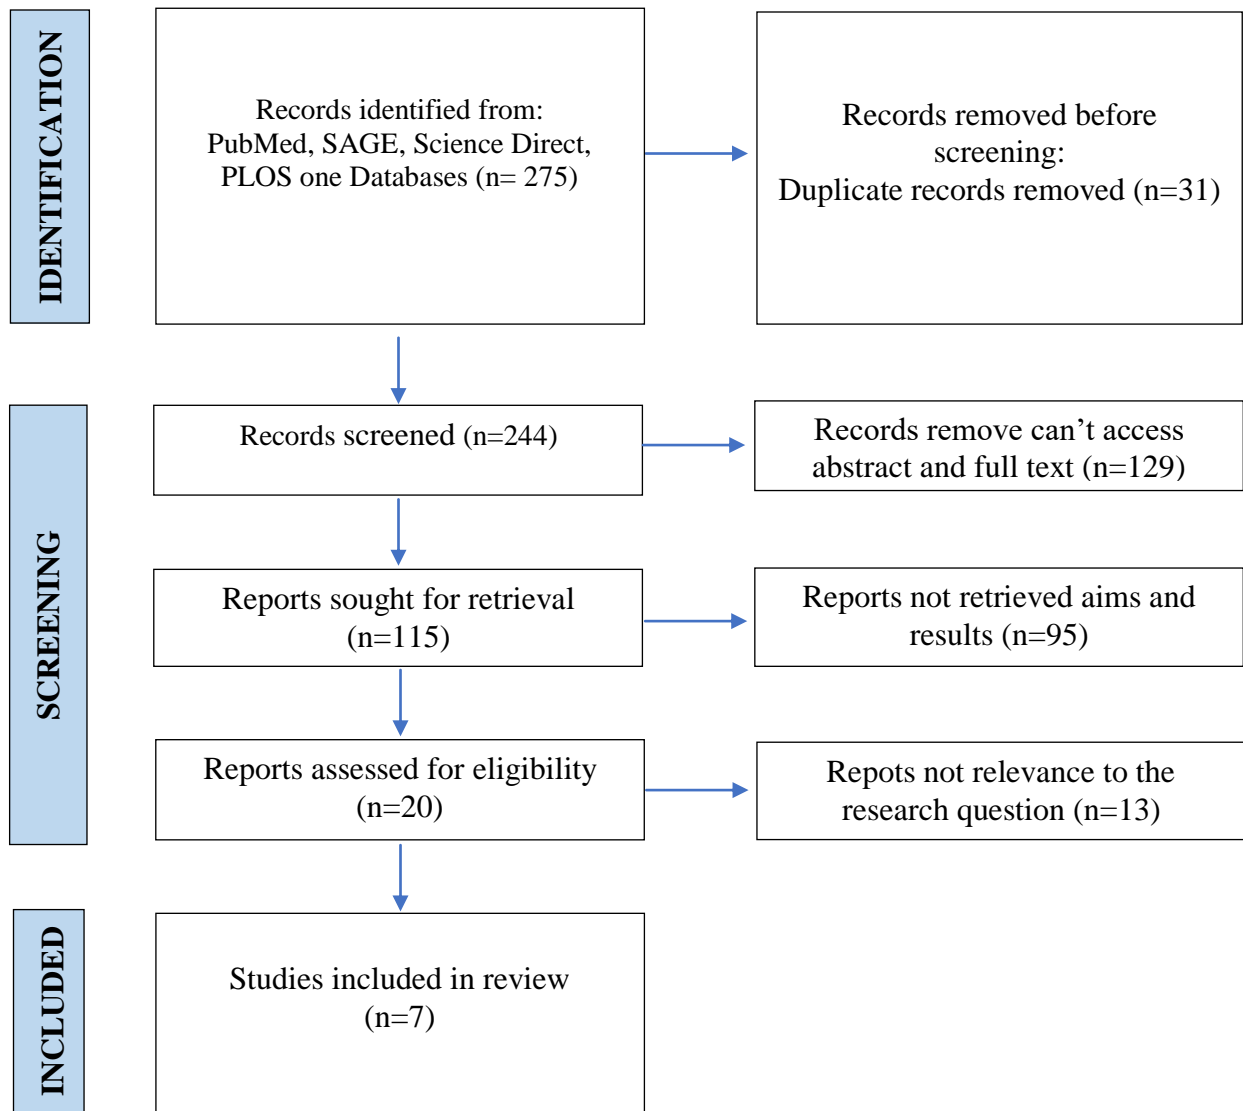 IDENTIFICATION
Records identified from:
PubMed, SAGE, Science Direct,
PLOS one Databases (n= 275)
Records removed before
screening:
Duplicate records removed (n=31)
SCREENING
Records screened (n=244)
Records remove can’t access
abstract and full text (n=129)
Reports sought for retrieval
(n=115)
Reports not retrieved aims and
results (n=95)
Reports assessed for eligibility
(n=20)
Repots not relevance to the
research question (n=13)
INCLUDED
Studies included in review
(n=7)